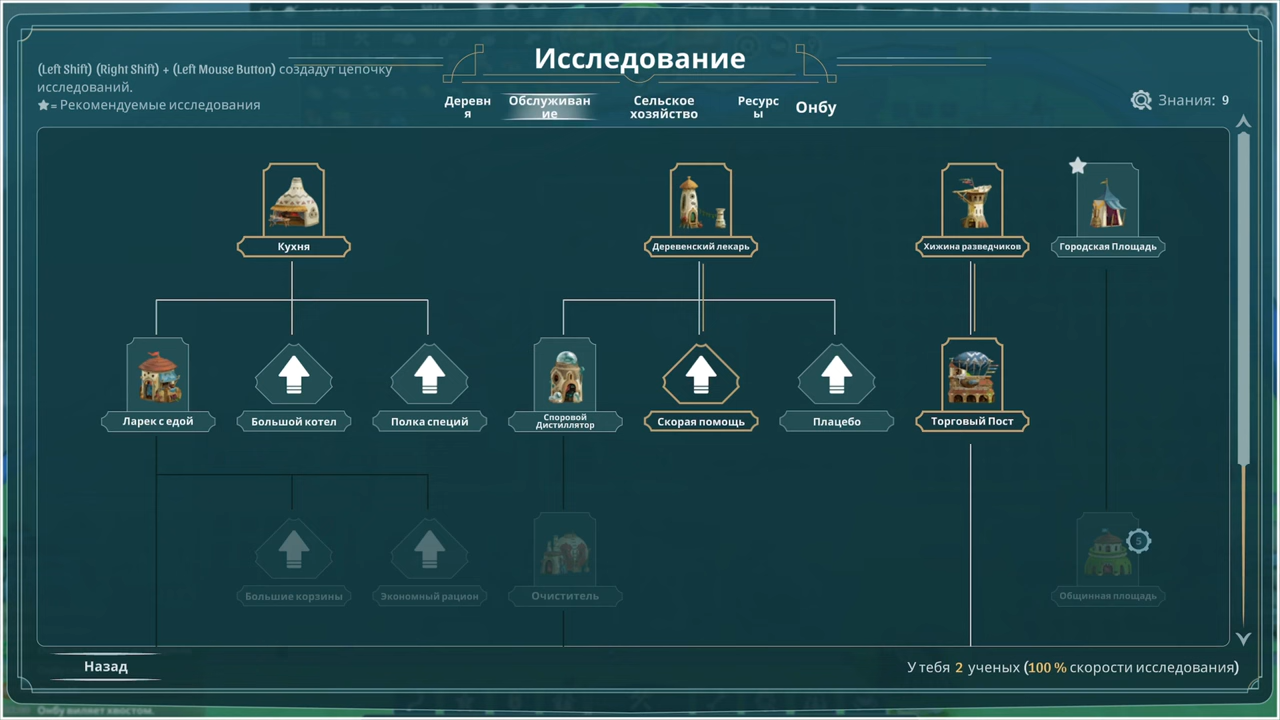 Исследование
(Left Shift) (Right Shift) + (Left Mouse Button) создадут цепочку
исследований.
= Рекомендуемые исследования
Деревн
я
Обслуживан
ие
Сельское
хозяйство
Ресурс
ы
Онбу
Знания: 9
Кухня
Деревенский лекарь
Хижина разведчиков
Городская Площадь
Ларек с едой
Большой котел
Полка специй
Споровой
Дистиллятор
Скорая помощь
Плацебо
Торговый Пост
5
Большие корзины
Экономный рацион
Очиститель
Общинная площадь
Назад
У тебя 2 ученых (100 % скорости исследования)
Онбу виляет хвостом.